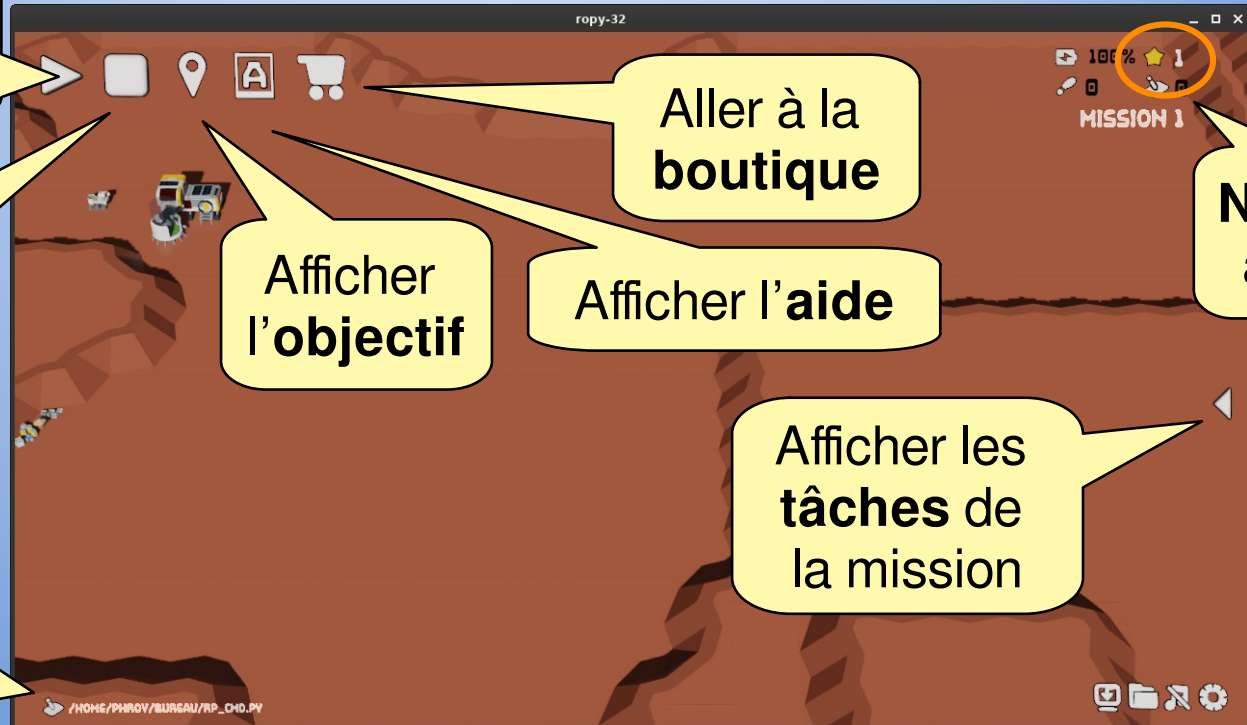 ropy-32
100% 1
0 0
MISSION 1
Aller à la
boutique
Afficher
l'objectif
Afficher l'aide
Afficher les
tâches de
la mission
/HOME/PHROY/BUREAU/RP_CMD.PY